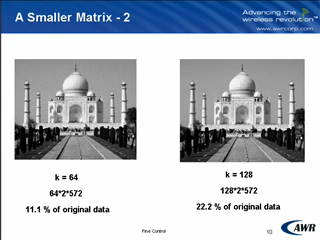 A Smaller Matrix - 2
Advancing the
wireless revolution™
www.awrcorp.com
k = 64
64*2*572
11.1 % of original data
k = 128
128*2*572
22.2 % of original data
Fine Control
10
AWR